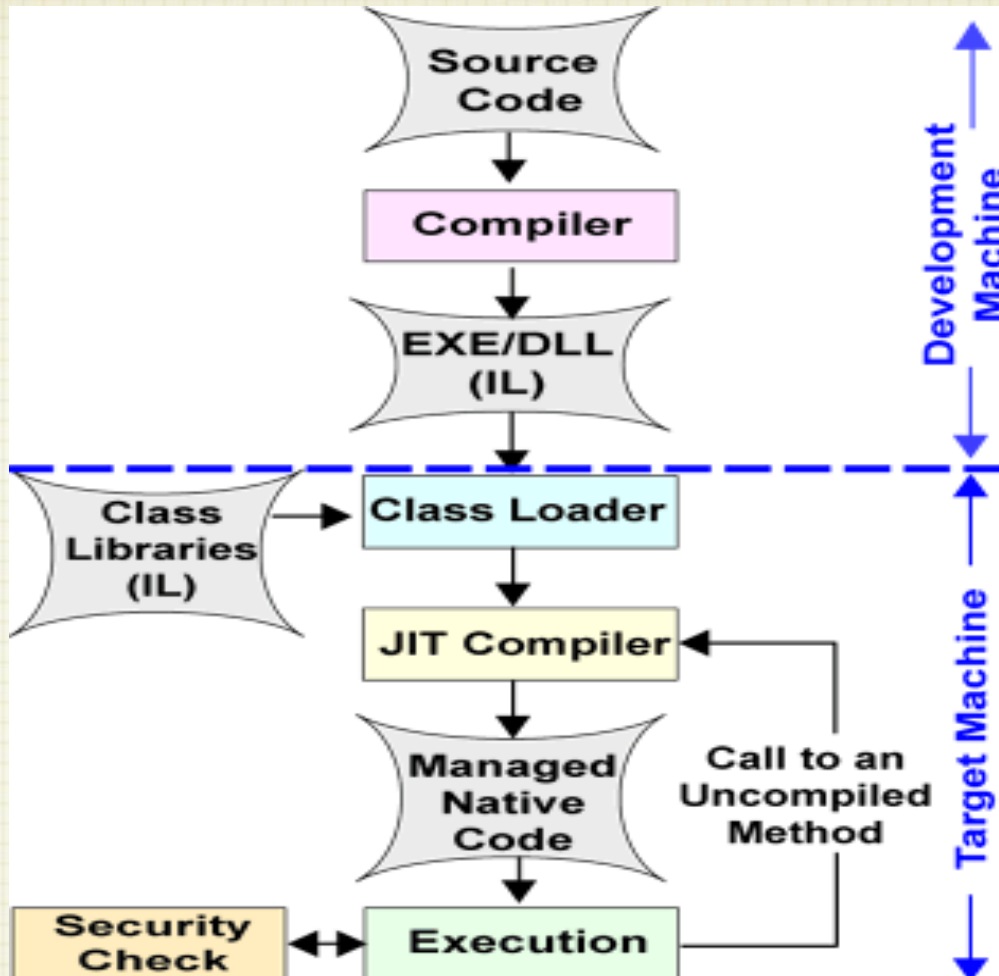 Source
Code
Compiler
EXE/DLL
(IL)
Class
Libraries
(IL)
Class Loader
JIT Compiler
Managed
Native
Code
Call to an
Uncompiled
Method
Security
Check
Execution
Development
Machine
Target Machine